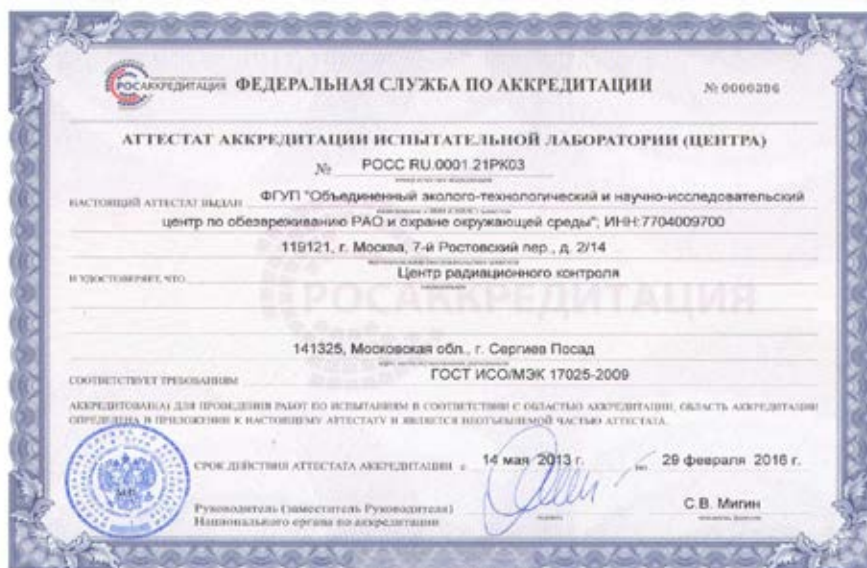 РОСАККРЕДИТАЦИЯ ФЕДЕРАЛЬНАЯ СЛУЖБА ПО АККРЕДИТАЦИИ № 0000396
АТТЕСТАТ АККРЕДИТАЦИИ ИСПЫТАТЕЛЬНОЙ ЛАБОРАТОРИИ (ЦЕНТРА)
№ РОСС RU.0001.21РК03
НАСТОЯЩИЙ АТТЕСТАТ ВЫДАН ФГУП "Объединенный эколого-технологический и научно-исследовательский
центр по обезвреживанию РАО и охране окружающей среды"; ИНН:7704009700
119121, г. Москва, 7-й Ростовский пер., д. 2/14
И УДОСТОВЕРЯЕТ, ЧТО Центр радиационного контроля
РОСАККРЕДИТАЦИЯ
141325, Московская обл., г. Сергиев Посад
СООТВЕТСТВУЕТ ТРЕБОВАНИЯМ ГОСТ ИСО/МЭК 17025-2009
АККРЕДИТОВАН(А) ДЛЯ ПРОВЕДЕНИЯ РАБОТ ПО ИСПЫТАНИЯМ В СООТВЕТСТВИИ С ОБЛАСТЬЮ АККРЕДИТАЦИИ. ОБЛАСТЬ АККРЕДИТАЦИИ
ОПРЕДЕЛЕНА В ПРИЛОЖЕНИИ К НАСТОЯЩЕМУ АТТЕСТАТУ И ЯВЛЯЕТСЯ НЕОТЪЕМЛЕМОЙ ЧАСТЬЮ АТТЕСТАТА.
СРОК ДЕЙСТВИЯ АТТЕСТАТА АККРЕДИТАЦИИ с 14 мая 2013 г. по 29 февраля 2016 г.
М.П.
Руководитель (заместитель Руководителя)
Национального органа по аккредитации
С.В. Мигин